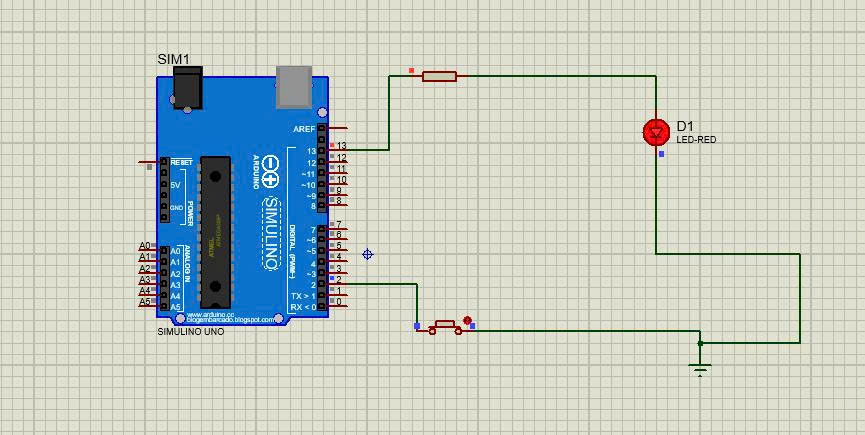 SIM1
AREF
13
13
12
12
~11
11
~10
10
~9
9
8
8
RESET
5V
GND
POWER
ARDUINO
SIMULINO
ATMEL
DIGITAL (PWM~)
7
7
~6
6
~5
5
4
4
~3
3
2
2
TX > 1
1
RX < 0
0
A0
A0
A1
A1
A2
A2
A3
A3
A4
A4
A5
A5
ANALOG IN
www.arduino.cc
blogembarcado.blogspot.com
SIMULINO UNO
D1
LED-RED